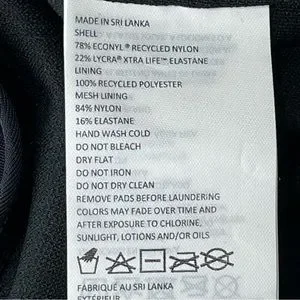 MADE IN SRI LANKA
SHELL
78% ECONYL® RECYCLED NYLON
22% LYCRA® XTRA LIFE™ ELASTANE
LINING
100% RECYCLED POLYESTER
MESH LINING
84% NYLON
16% ELASTANE
HAND WASH COLD
DO NOT BLEACH
DRY FLAT
DO NOT IRON
DO NOT DRY CLEAN
REMOVE PADS BEFORE LAUNDERING
COLORS MAY FADE OVER TIME AND
AFTER EXPOSURE TO CHLORINE,
SUNLIGHT, LOTIONS AND/OR OILS
FABRIQUÉ AU SRI LANKA
EXTÉRIEUR